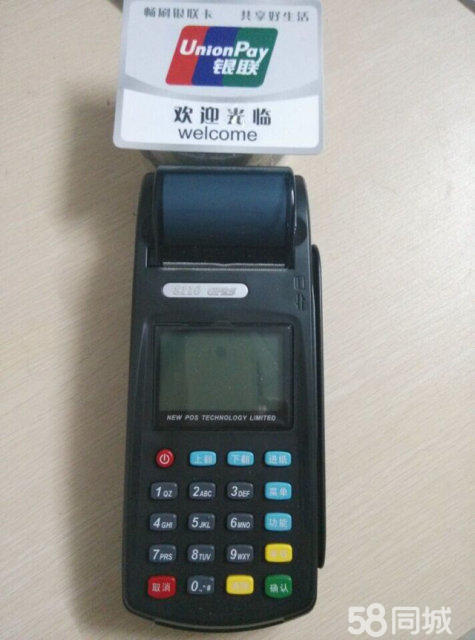 畅刷银联卡 共享好生活
UnionPay
银联
欢迎光临
welcome
8210 GPRS
NEW POS TECHNOLOGY LIMITED
上翻 下翻 进纸
1QZ 2ABC 3DEF 菜单
4GHI 5JKL 6MNO 功能
7PRS 8TUV 9WXY
取消 0.*# 确认
58同城